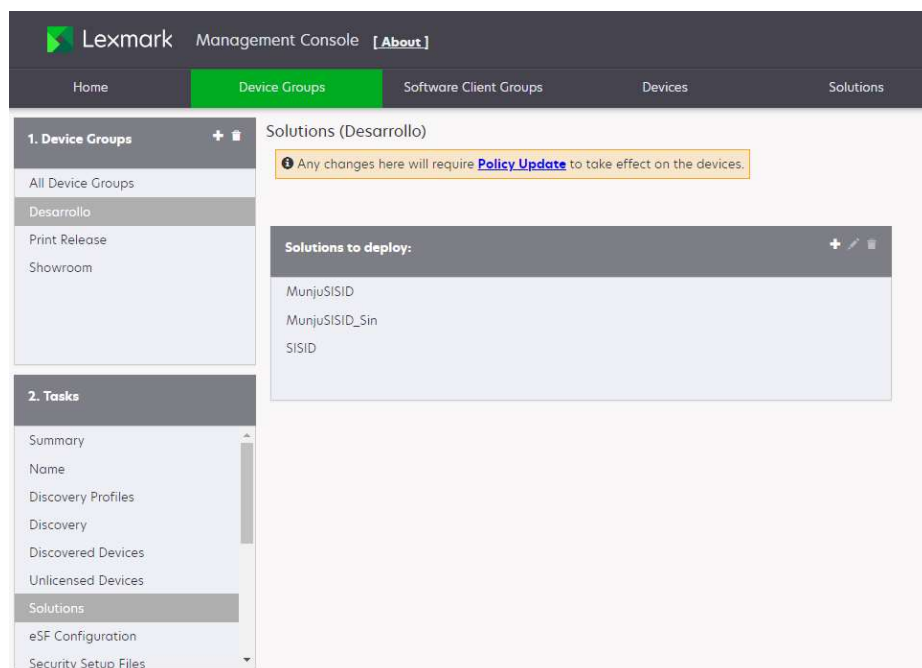 Lexmark Management Console [About]
Home Device Groups Software Client Groups Devices Solutions
1. Device Groups
All Device Groups
Desarrollo
Print Release
Showroom
2. Tasks
Summary
Name
Discovery Profiles
Discovery
Discovered Devices
Unlicensed Devices
Solutions
eSF Configuration
Security Setup Files
Solutions (Desarrollo)
Any changes here will require Policy Update to take effect on the devices.
Solutions to deploy:
MunjuSISID
MunjuSISID_Sin
SISID